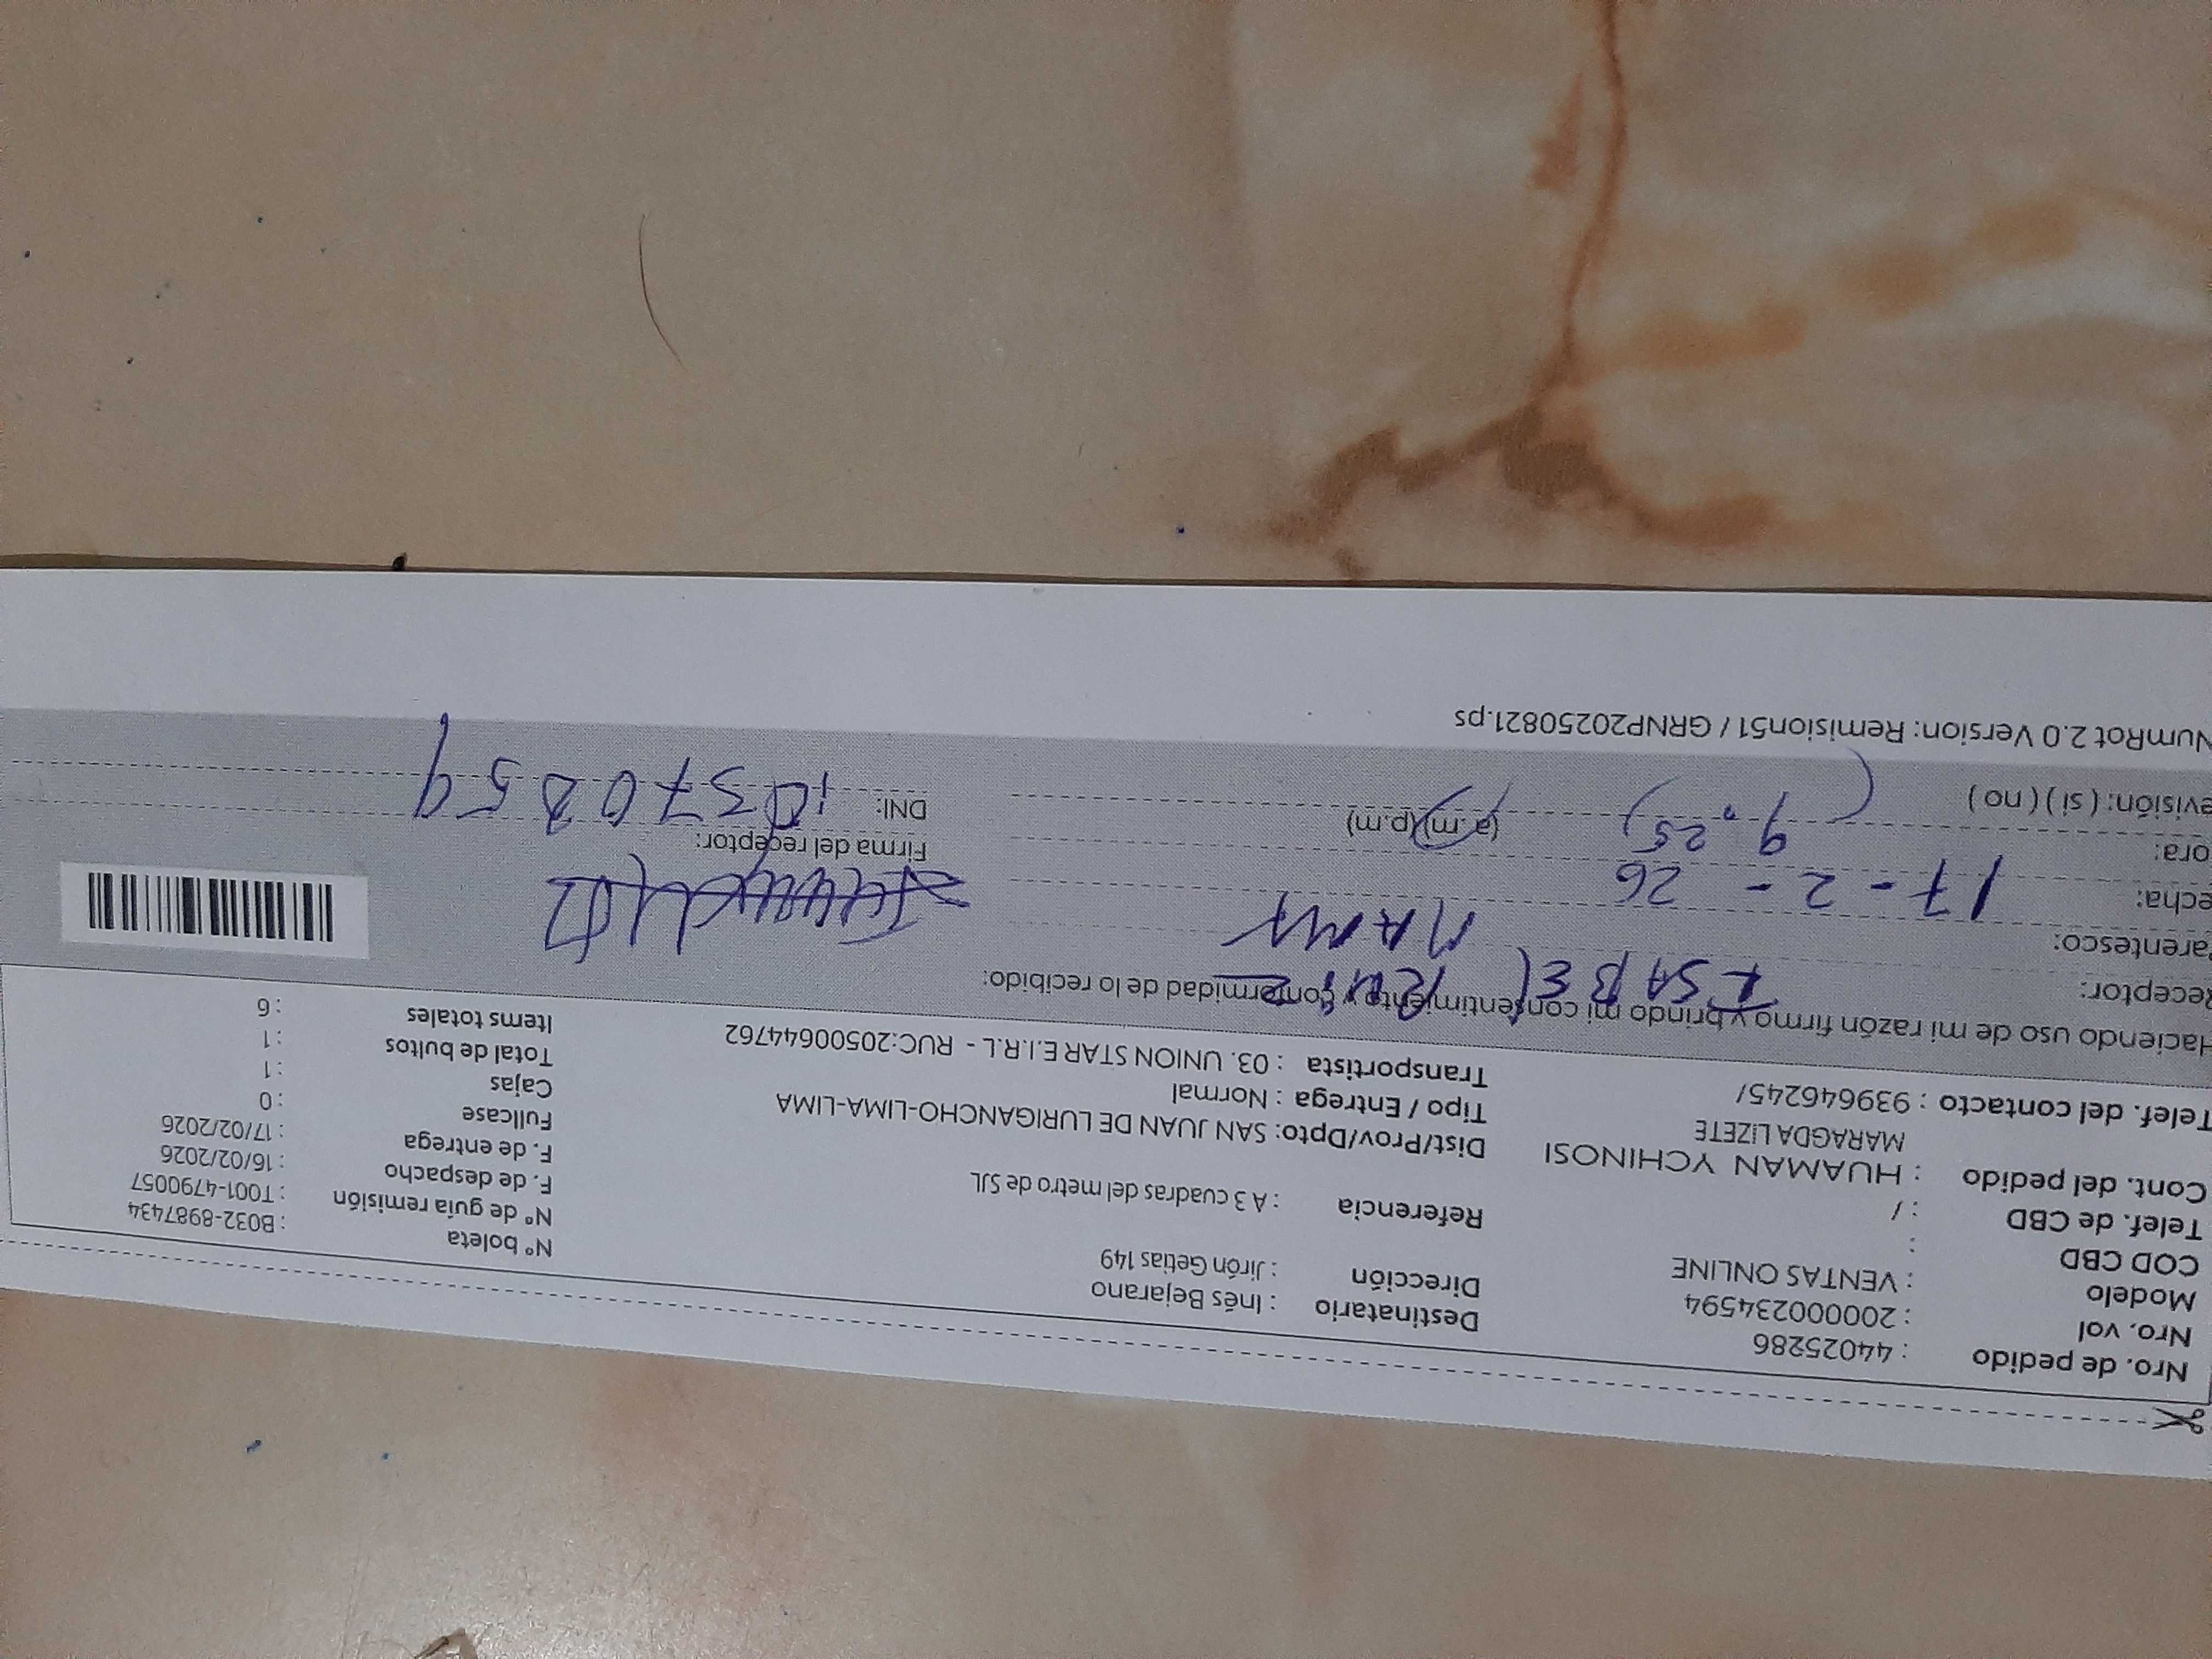 Nro. de pedido : 44025286
Nro. vol : 20000234594
Modelo : VENTAS ONLINE
COD CBD :
Telef. de CBD : /
Cont. del pedido : HUAMAN YCHINOSI
MARAGDA LIZETE
Telef. del contacto : 939646245/
Destinatario : Inés Bejarano
Dirección : Jirón Getias 149
Referencia : A 3 cuadras del metro de SJL
Dist/Prov/Dpto: SAN JUAN DE LURIGANCHO-LIMA-LIMA
Tipo / Entrega : Normal
Transportista : 03. UNION STAR E.I.R.L - RUC:20500644762
Nº boleta : B032-8987434
Nº de guía remisión : T001-4790057
F. de despacho : 16/02/2026
F. de entrega : 17/02/2026
Fullcase : 0
Cajas : 1
Total de bultos : 1
Items totales : 6
Haciendo uso de mi razón firmo y brindo mi consentimiento y conformidad de lo recibido:
Receptor: ISABEL
Parentesco: MAMA
echa: 17-2-26
ora: 9:25 (a.m)(p.m)
evisión: ( si ) ( no )
Firma del receptor:
DNI:
NumRot 2.0 Version: Remision51 / GRNP20250821.ps